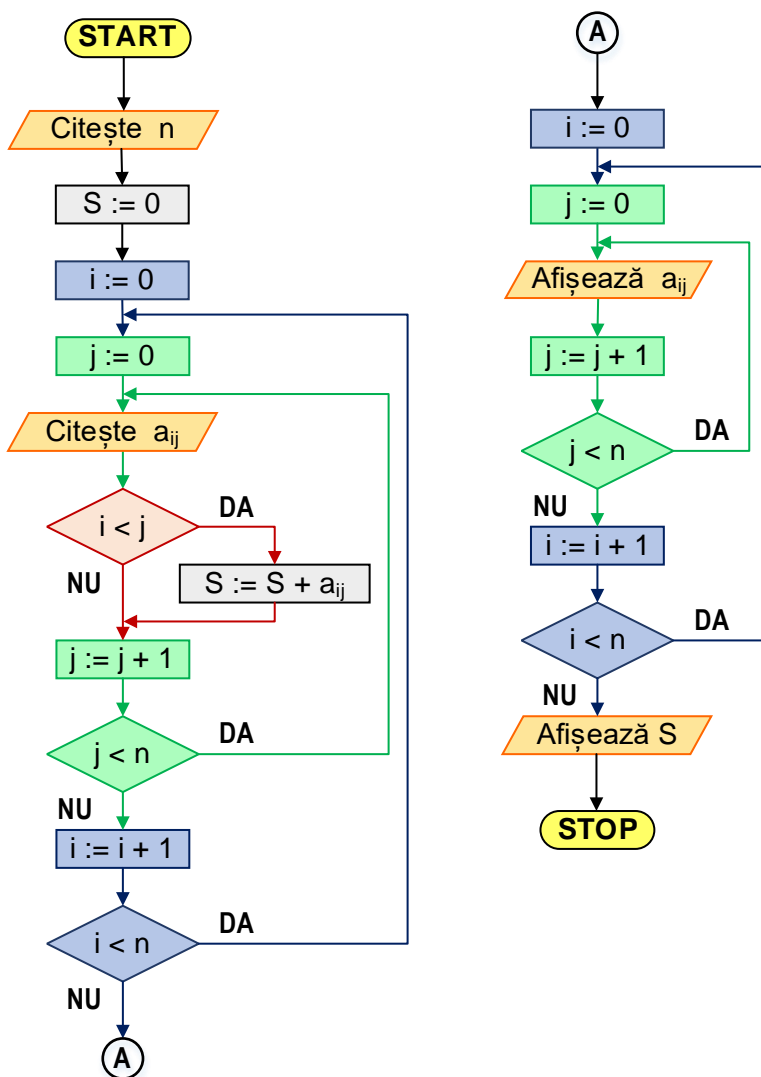 START
Citește n
S := 0
i := 0
j := 0
Citește aij
i < j
DA
NU
S := S + aij
j := j + 1
j < n
DA
NU
i := i + 1
i < n
DA
NU
A
A
i := 0
j := 0
Afișează aij
j := j + 1
j < n
DA
NU
i := i + 1
i < n
DA
NU
Afișează S
STOP